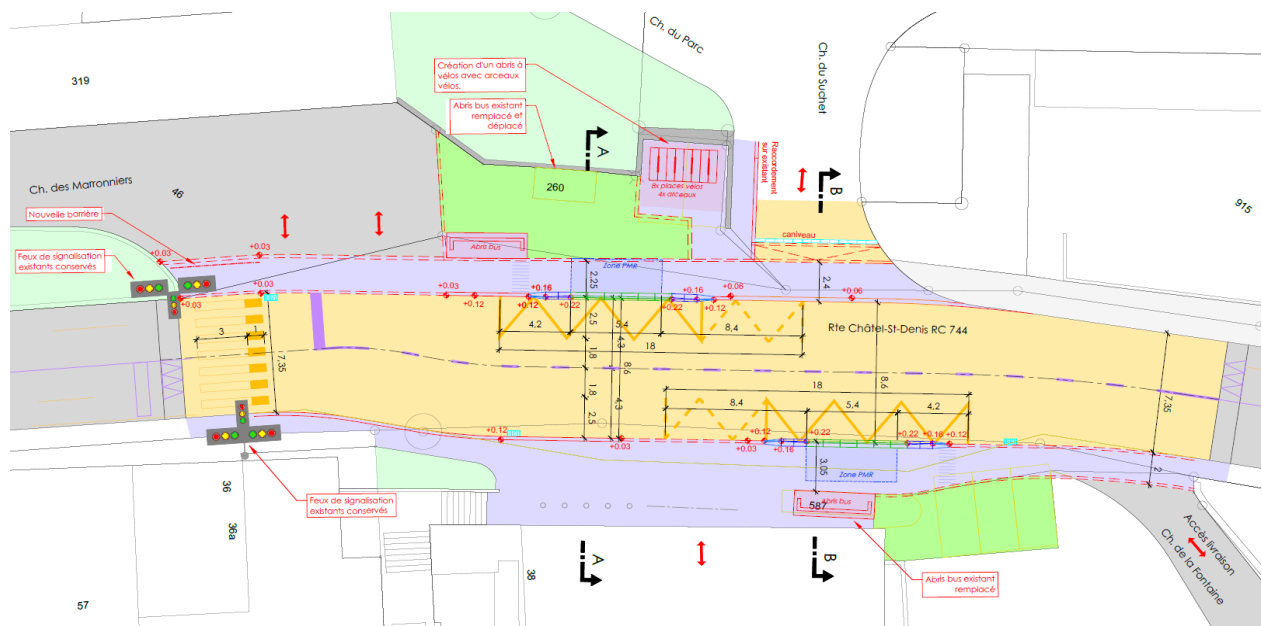 319
Ch. du Parc
Ch. du Suchet
Création d'un abris à
vélos avec arceaux
vélos.
Abris bus existant
remplacé et
déplacé
A
260
8x places vélos
4x arceaux
Raccordement
sur existant
B
915
Ch. des Marronniers
46
Nouvelle barrière
Feux de signalisation
existants conservés
caniveau
Abris bus
Zone PMR
+0.03
+0.03
+0.03
+0.03
+0.03
+0.12
+0.16
+0.12
+0.22
+0.16
+0.22
+0.12
+0.06
+0.06
2.25
2.4
3
1
7,35
4,2
5,4
8,4
18
2,5
1,8
1,8
2,5
4,3
4,3
8,6
8,6
Rte Châtel-St-Denis RC 744
18
8,4
5,4
4,2
7,35
+0.12
+0.03
+0.03
+0.12
+0.16
+0.22
+0.22
+0.16
+0.12
3.05
2
Zone PMR
Abris bus
587
36
36a
Feux de signalisation
existants conservés
38
57
A
B
Abris bus existant
remplacé
Accès livraison
Ch. de la Fontaine